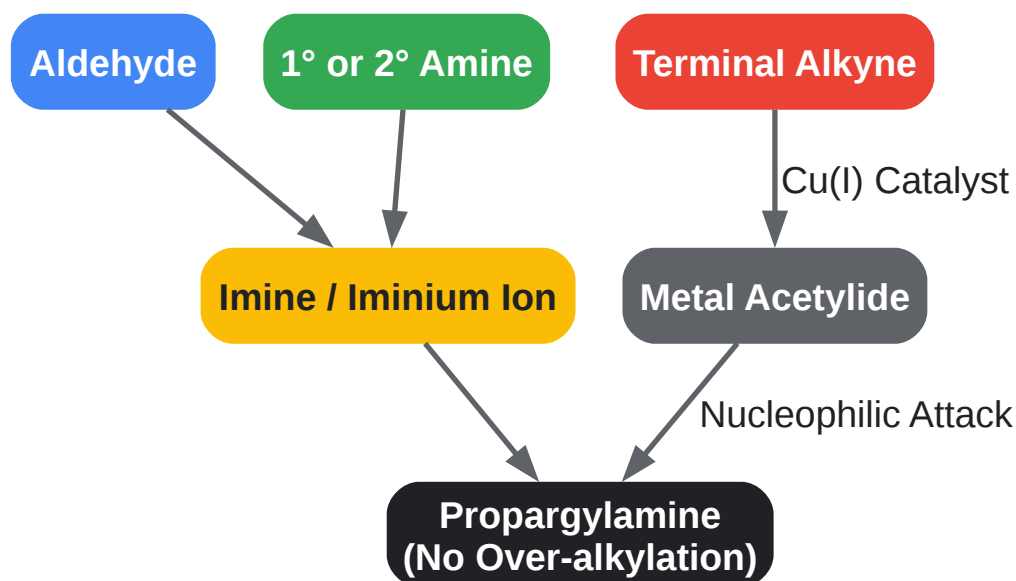 Aldehyde
1° or 2° Amine
Terminal Alkyne
Cu(I) Catalyst
Imine / Iminium Ion
Metal Acetylide
Nucleophilic Attack
Propargylamine
(No Over-alkylation)